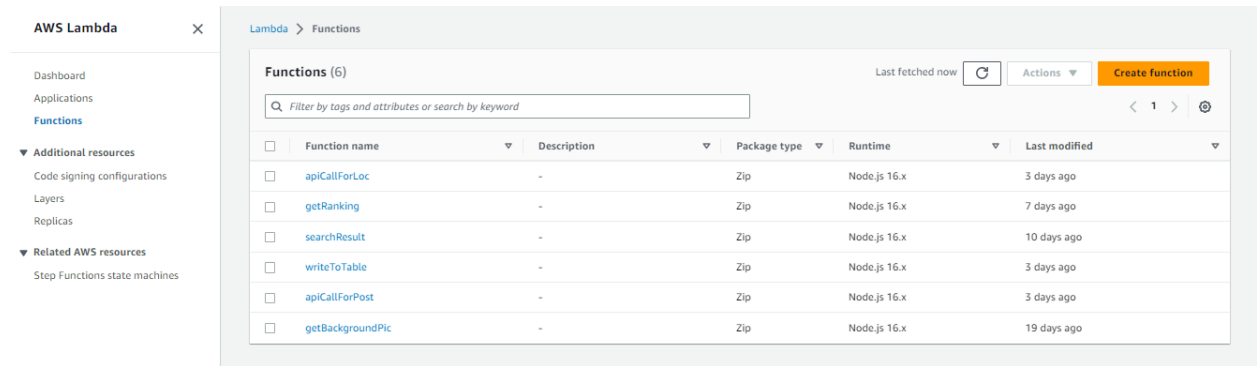 AWS Lambda
Dashboard
Applications
Functions
Additional resources
Code signing configurations
Layers
Replicas
Related AWS resources
Step Functions state machines
Lambda > Functions
Functions (6)
Last fetched now
Actions
Create function
Filter by tags and attributes or search by keyword
1
Function name Description Package type Runtime Last modified
apiCallForLoc - Zip Node.js 16.x 3 days ago
getRanking - Zip Node.js 16.x 7 days ago
searchResult - Zip Node.js 16.x 10 days ago
writeToTable - Zip Node.js 16.x 3 days ago
apiCallForPost - Zip Node.js 16.x 3 days ago
getBackgroundPic - Zip Node.js 16.x 19 days ago